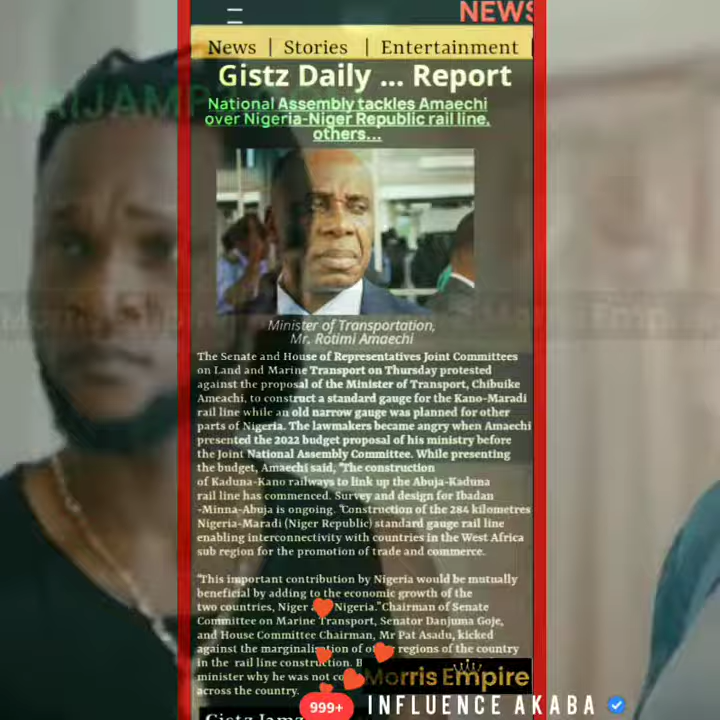 NEWS
News | Stories | Entertainment |
Gistz Daily ... Report
NAIJAMP
National Assembly tackles Amaechi
over Nigeria-Niger Republic rail line,
others...
Minister of Transportation,
Mr. Rotimi Amaechi
The Senate and House of Representatives Joint Committees
on Land and Marine Transport on Thursday protested
against the proposal of the Minister of Transport, Chibuike
Ameachi, to construct a standard gauge for the Kano-Maradi
rail line while an old narrow gauge was planned for other
parts of Nigeria. The lawmakers became angry when Amaechi
presented the 2022 budget proposal of his ministry before
the Joint National Assembly Committee. While presenting
the budget, Amaechi said, "The construction
of Kaduna-Kano railways to link up the Abuja-Kaduna
rail line has commenced. Survey and design for Ibadan
-Minna-Abuja is ongoing. "Construction of the 284 kilometres
Nigeria-Maradi (Niger Republic) standard gauge rail line
enabling interconnectivity with countries in the West Africa
sub region for the promotion of trade and commerce.
"This important contribution by Nigeria would be mutually
beneficial by adding to the economic growth of the
two countries, Niger Nigeria." Chairman of Senate
Committee on Marine Transport, Senator Danjuma Goje,
and House Committee Chairman, Mr Pat Asadu, kicked
against the marginalisation of regions of the country
in the rail line construction.
minister why he was not
across the country.
Morris Empire
999+ INFLUENCE AKABA
Gistz Jamz